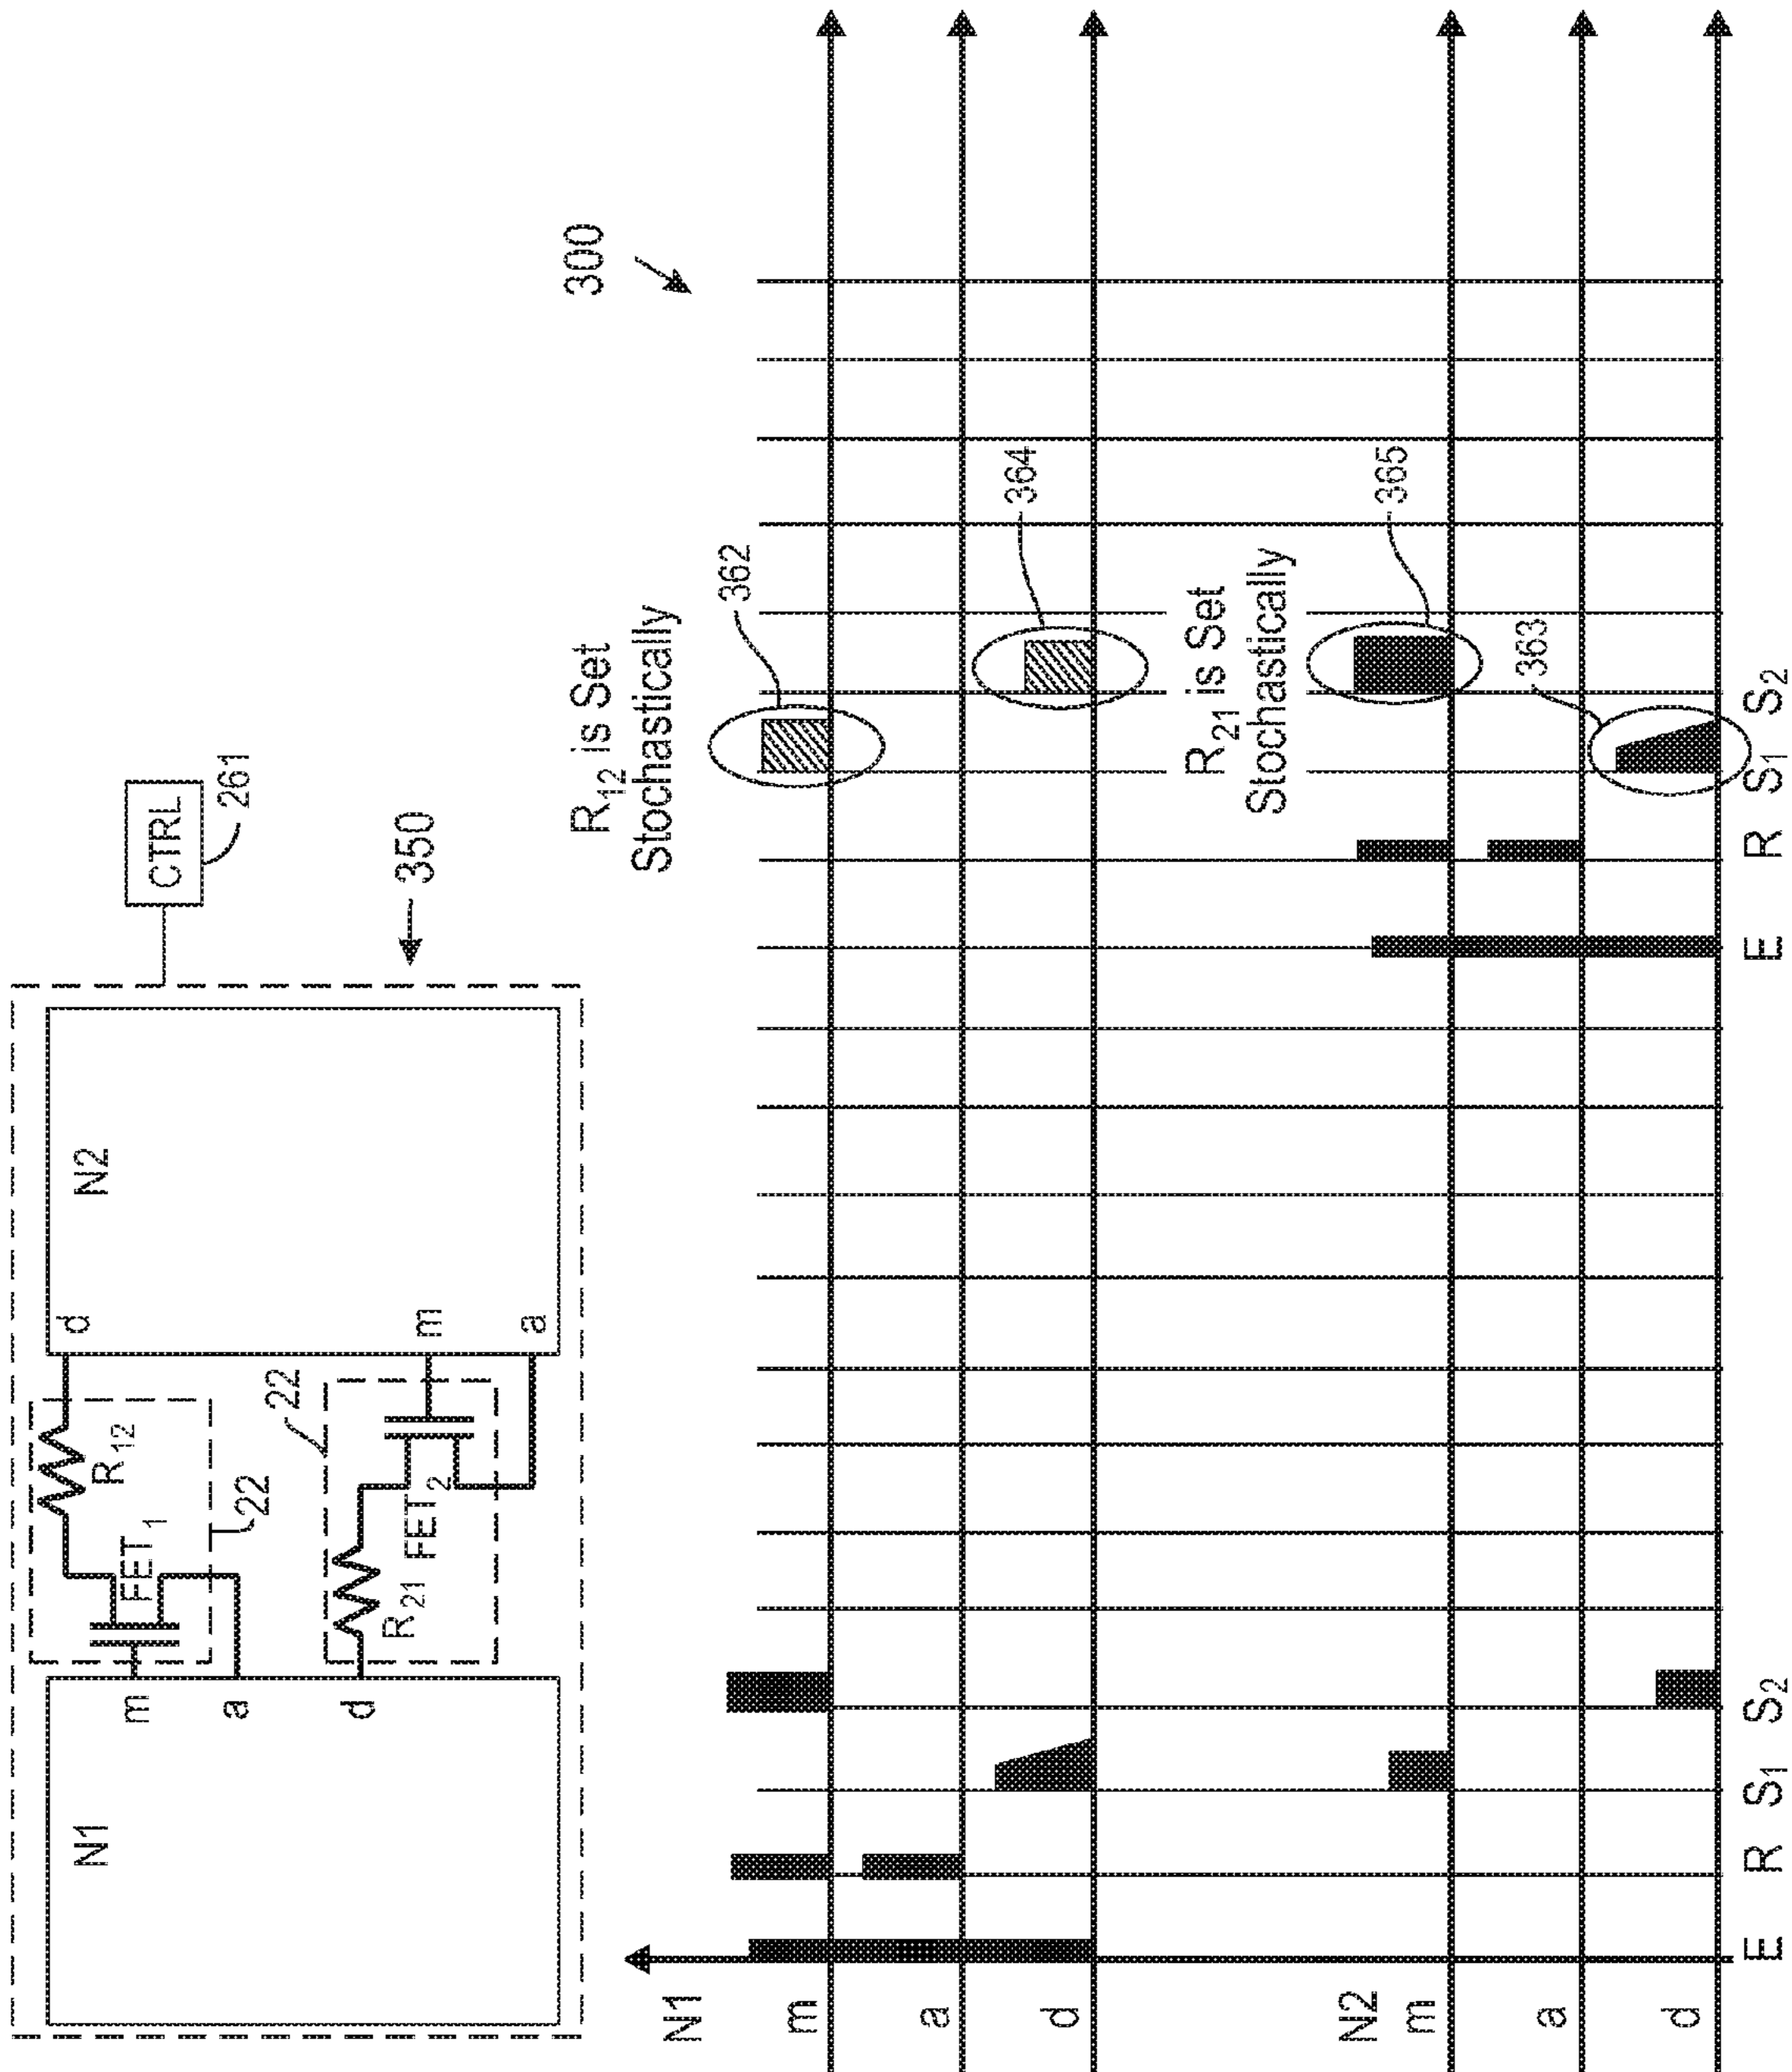 N1
m
a
d
FET1
R12
22
R21
FET2
22
d
m
a
N2
CTRL
261
350
300
R12 is Set
Stochastically
362
N1
m
a
d
364
R21 is Set
Stochastically
365
363
N2
m
a
d
E R S1 S2 E R S1 S2